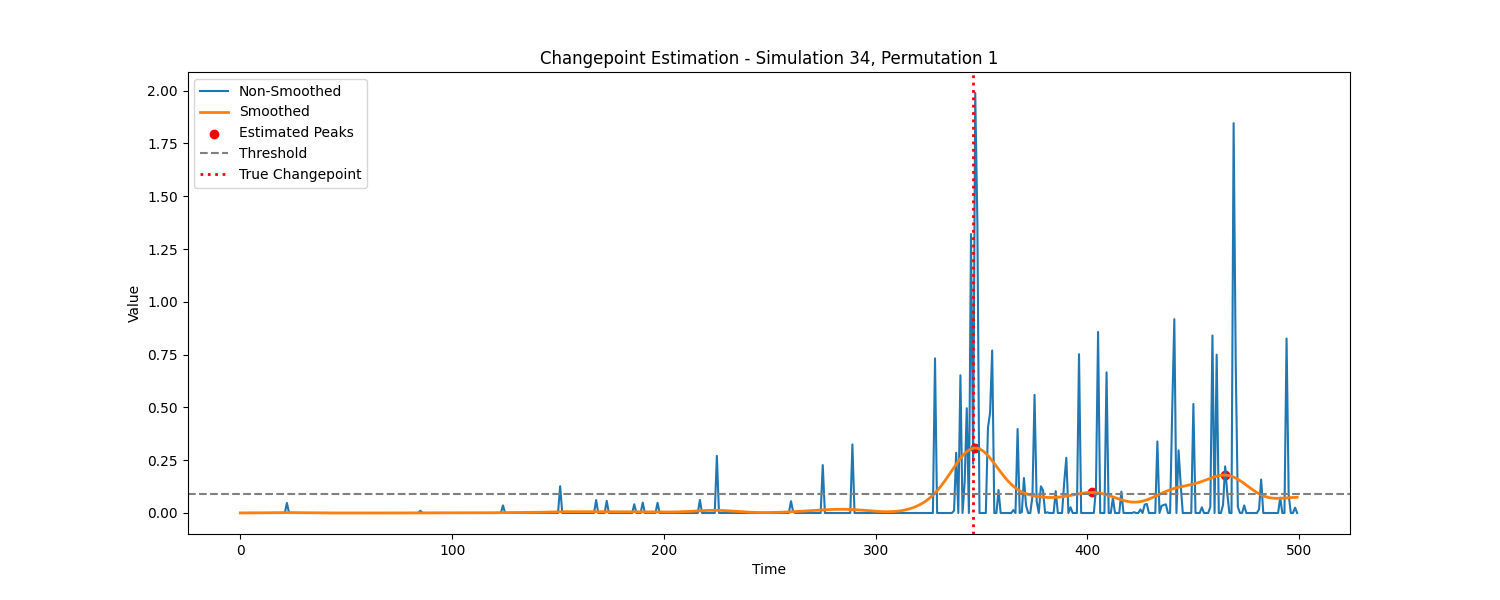 Changepoint Estimation - Simulation 34, Permutation 1
Non-Smoothed
Smoothed
Estimated Peaks
Threshold
True Changepoint
2.00
1.75
1.50
1.25
1.00
0.75
0.50
0.25
0.00
Value
0 100 200 300 400 500
Time